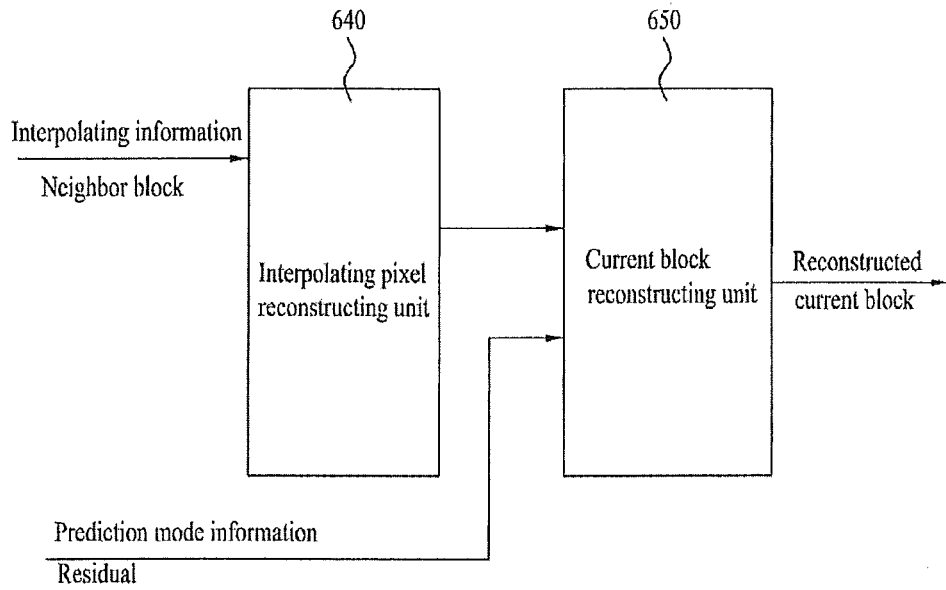 640
650
Interpolating information
Neighbor block
Interpolating pixel
reconstructing unit
Current block
reconstructing unit
Reconstructed
current block
Prediction mode information
Residual